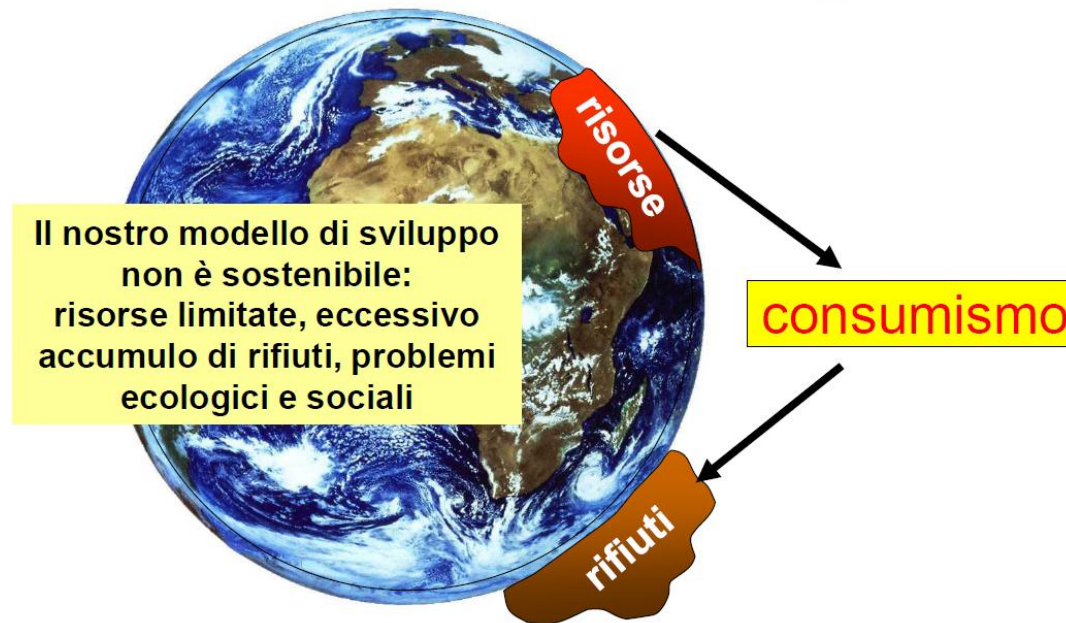 risorse
Il nostro modello di sviluppo
non è sostenibile:
risorse limitate, eccessivo
accumulo di rifiuti, problemi
ecologici e sociali
consumismo
rifiuti